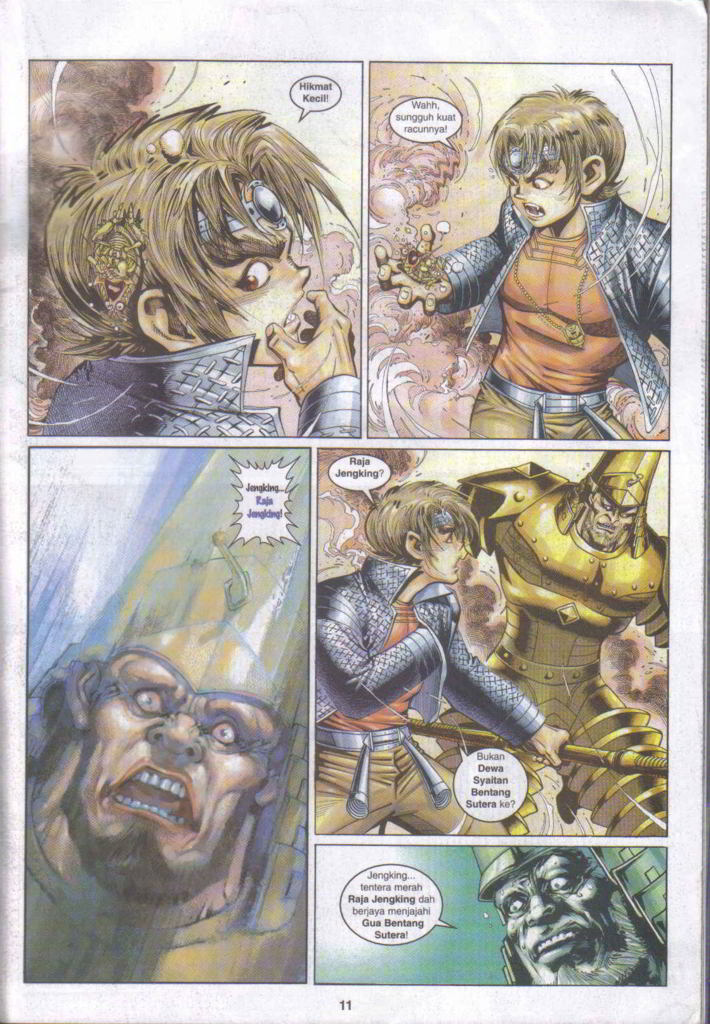 Hikmat
Kecil!
Wahh,
sungguh kuat
racunnya!
Jengking...
Raja
Jengking!
Raja
Jengking?
Bukan
Dewa
Syaitan
Bentang
Sutera ke?
Jengking...
tentera merah
Raja Jengking dah
berjaya menjajahi
Gua Bentang
Sutera!
11